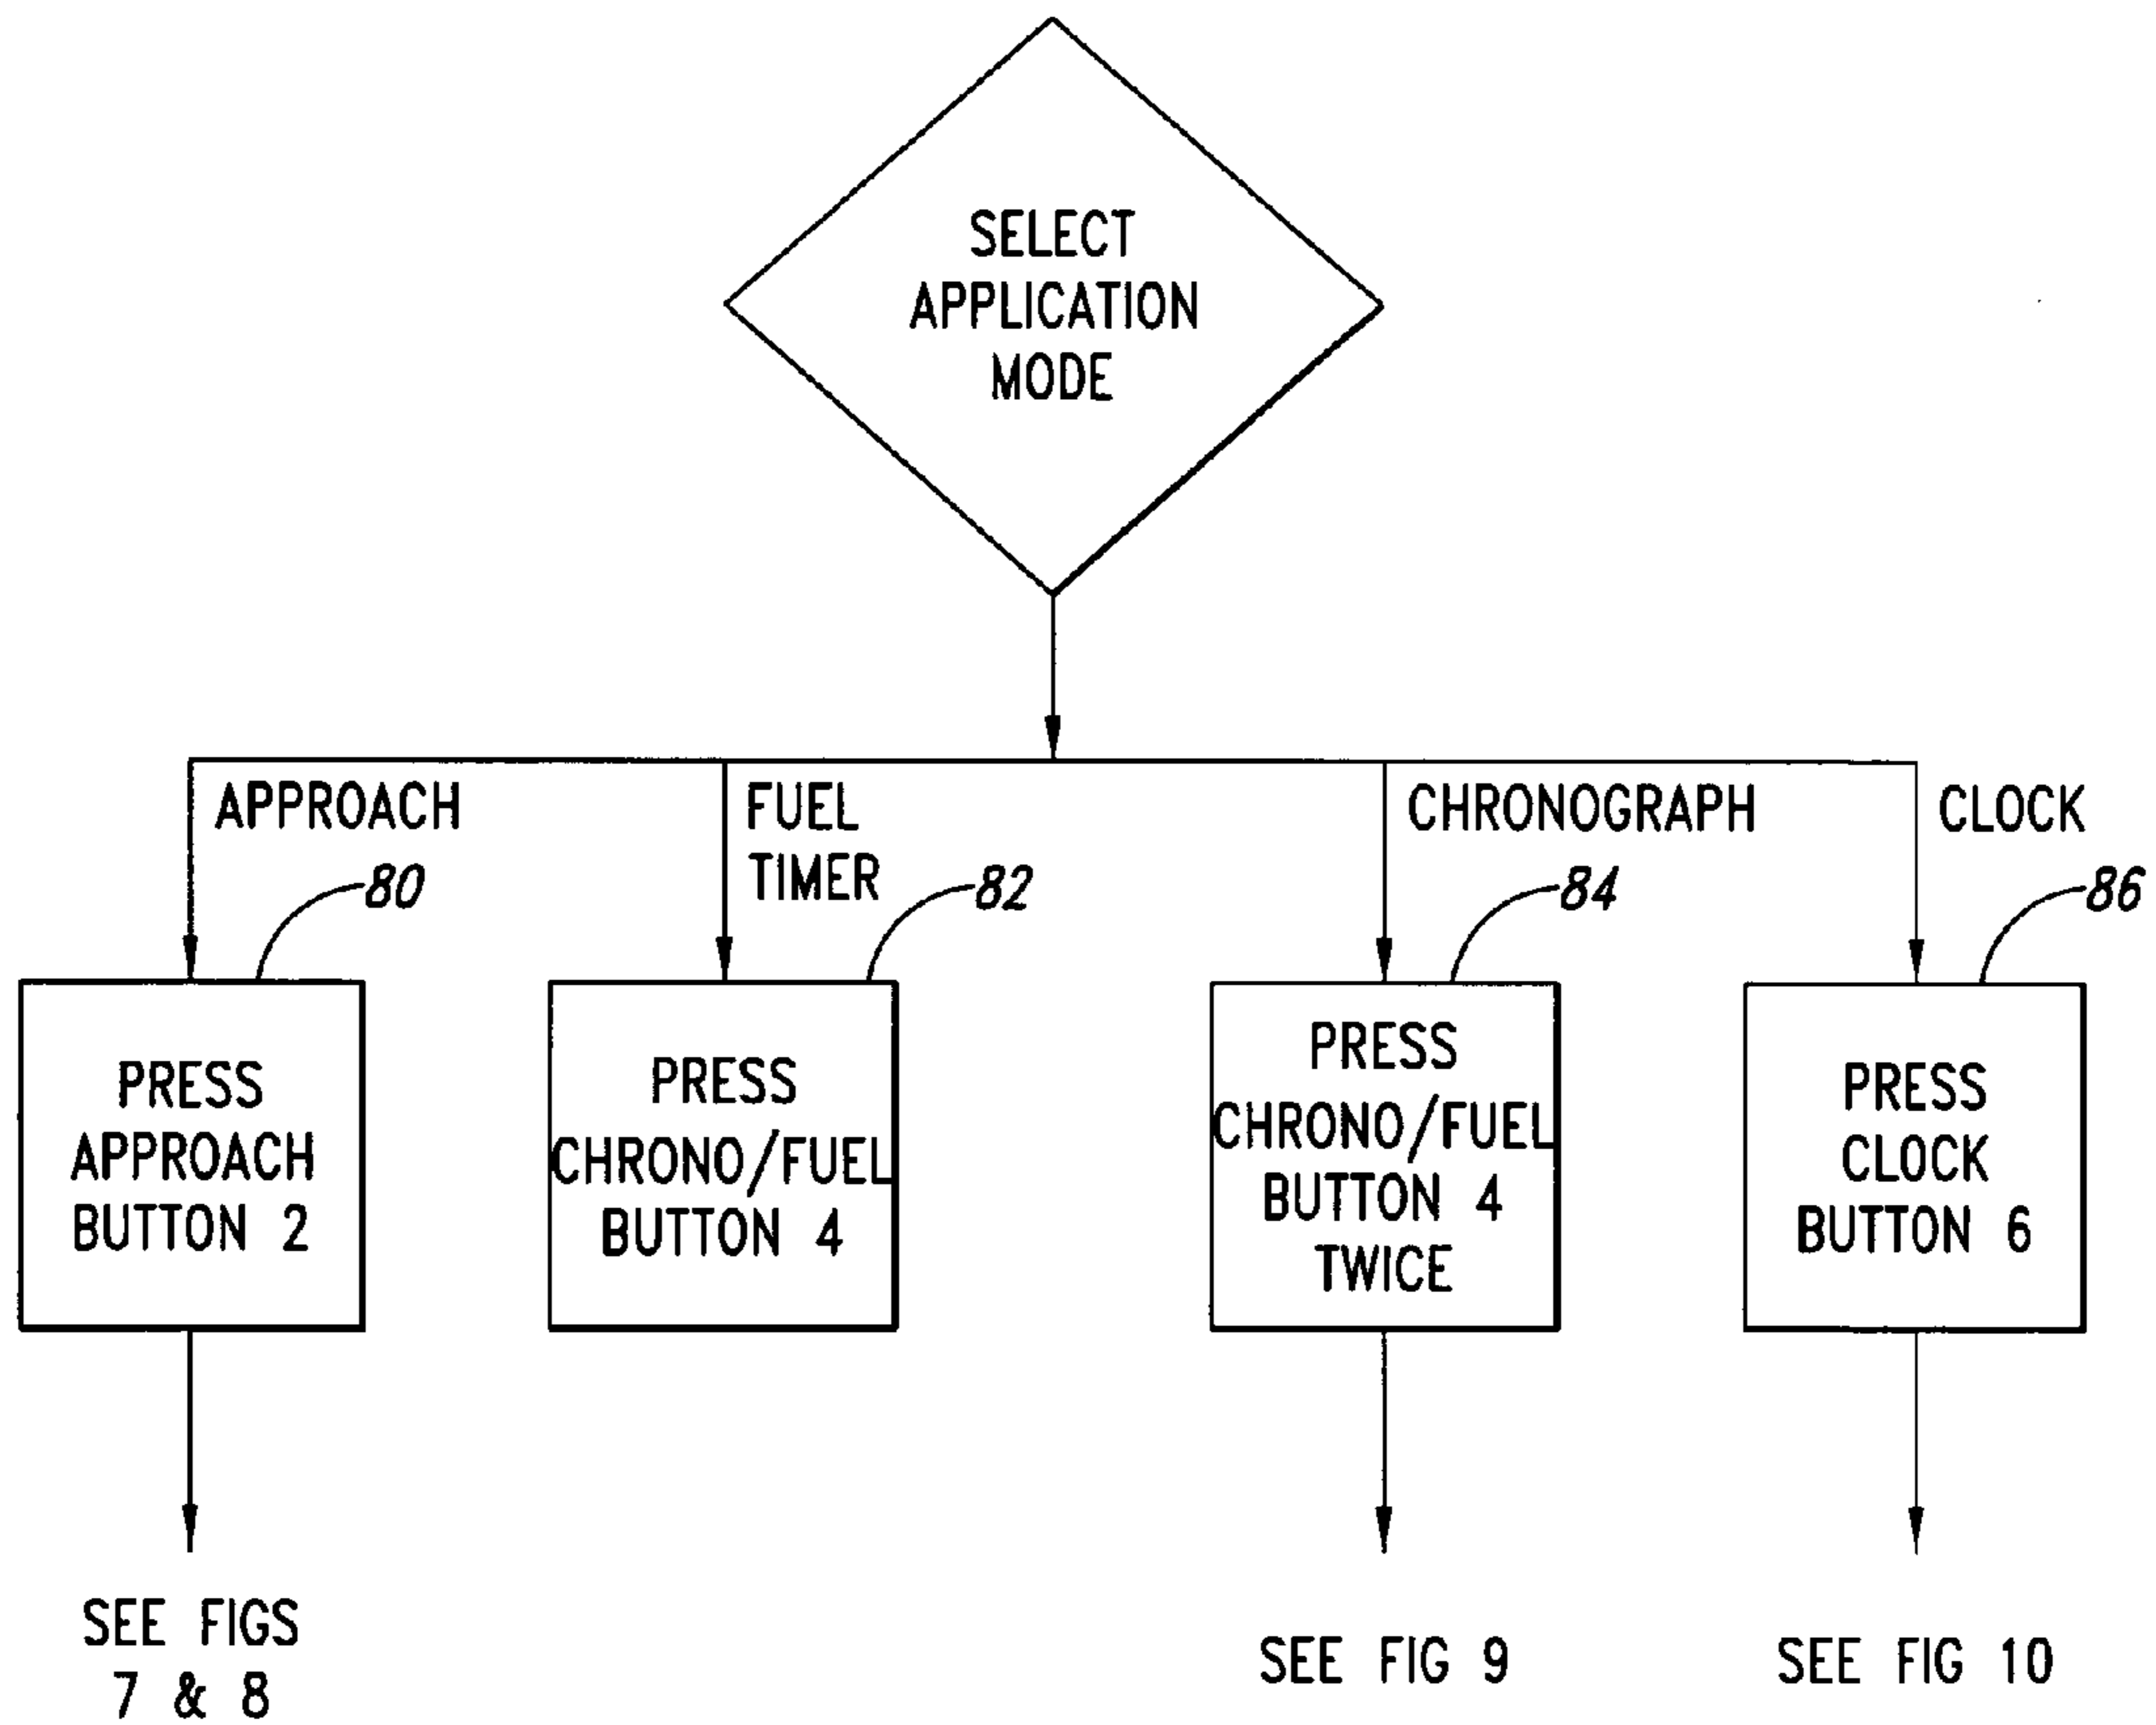 SELECT
APPLICATION
MODE
APPROACH
80
FUEL
TIMER
82
CHRONOGRAPH
84
CLOCK
86
PRESS
APPROACH
BUTTON 2
PRESS
CHRONO/FUEL
BUTTON 4
PRESS
CHRONO/FUEL
BUTTON 4
TWICE
PRESS
CLOCK
BUTTON 6
SEE FIGS
7 & 8
SEE FIG 9
SEE FIG 10